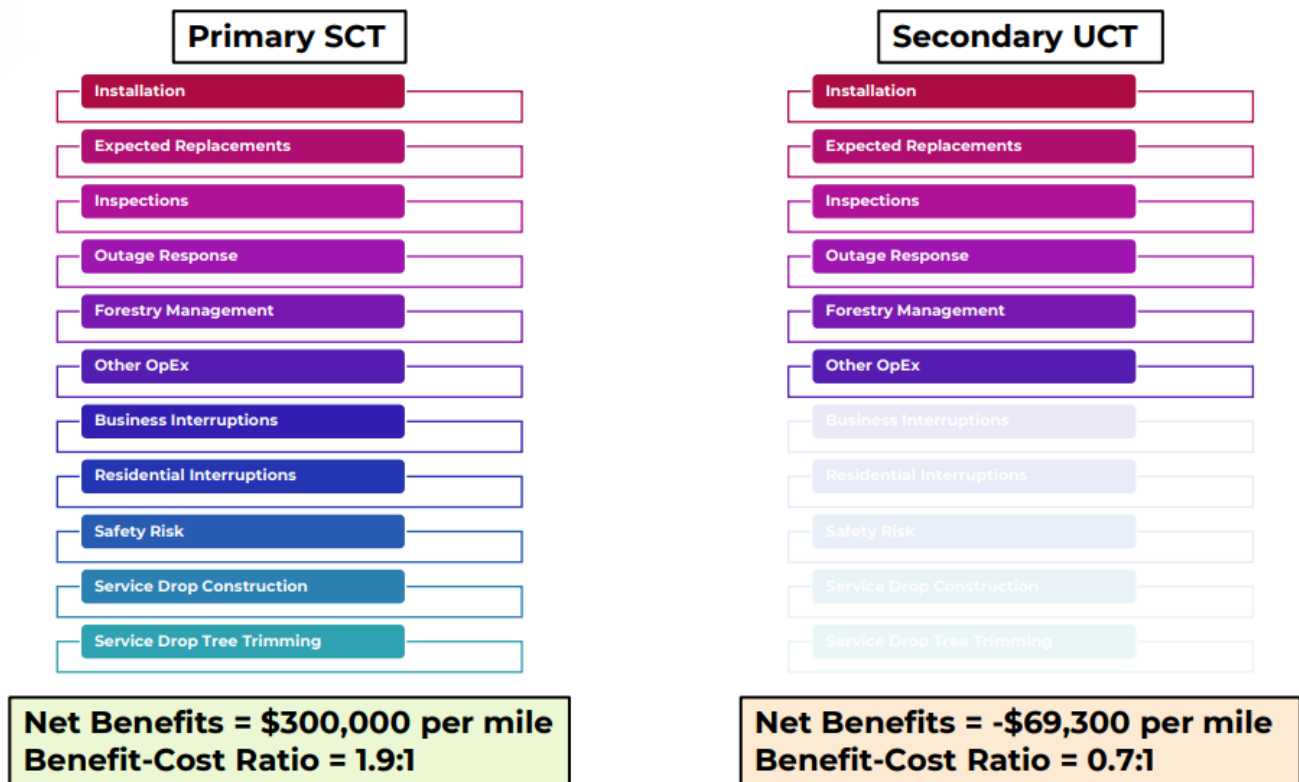 Primary SCT
Installation
Expected Replacements
Inspections
Outage Response
Forestry Management
Other OpEx
Business Interruptions
Residential Interruptions
Safety Risk
Service Drop Construction
Service Drop Tree Trimming
Net Benefits = $300,000 per mile
Benefit-Cost Ratio = 1.9:1
Secondary UCT
Installation
Expected Replacements
Inspections
Outage Response
Forestry Management
Other OpEx
Business Interruptions
Residential Interruptions
Safety Risk
Service Drop Construction
Service Drop Tree Trimming
Net Benefits = -$69,300 per mile
Benefit-Cost Ratio = 0.7:1